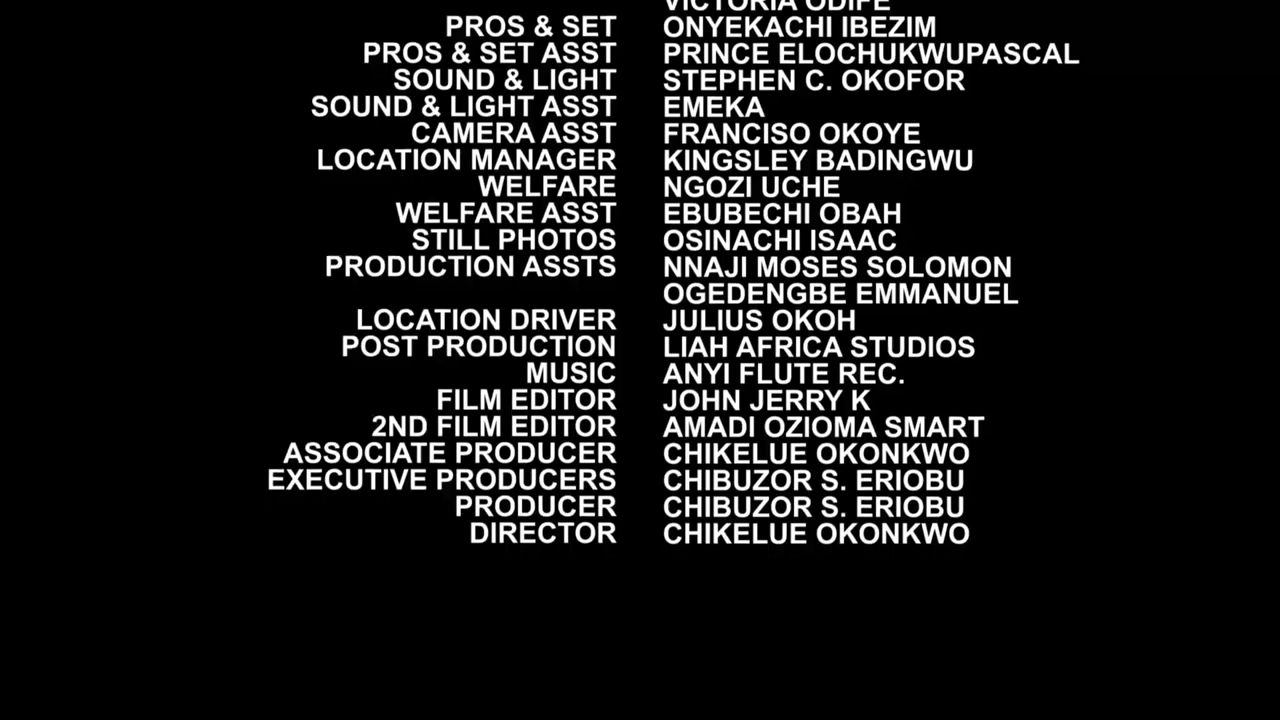 VICTORIA ODIFE
PROS & SET ONYEKACHI IBEZIM
PROS & SET ASST PRINCE ELOCHUKWUPASCAL
SOUND & LIGHT STEPHEN C. OKOFOR
SOUND & LIGHT ASST EMEKA
CAMERA ASST FRANCISO OKOYE
LOCATION MANAGER KINGSLEY BADINGWU
WELFARE NGOZI UCHE
WELFARE ASST EBUBECHI OBAH
STILL PHOTOS OSINACHI ISAAC
PRODUCTION ASSTS NNAJI MOSES SOLOMON
OGEDENGBE EMMANUEL
LOCATION DRIVER JULIUS OKOH
POST PRODUCTION LIAH AFRICA STUDIOS
MUSIC ANYI FLUTE REC.
FILM EDITOR JOHN JERRY K
2ND FILM EDITOR AMADI OZIOMA SMART
ASSOCIATE PRODUCER CHIKELUE OKONKWO
EXECUTIVE PRODUCERS CHIBUZOR S. ERIOBU
PRODUCER CHIBUZOR S. ERIOBU
DIRECTOR CHIKELUE OKONKWO